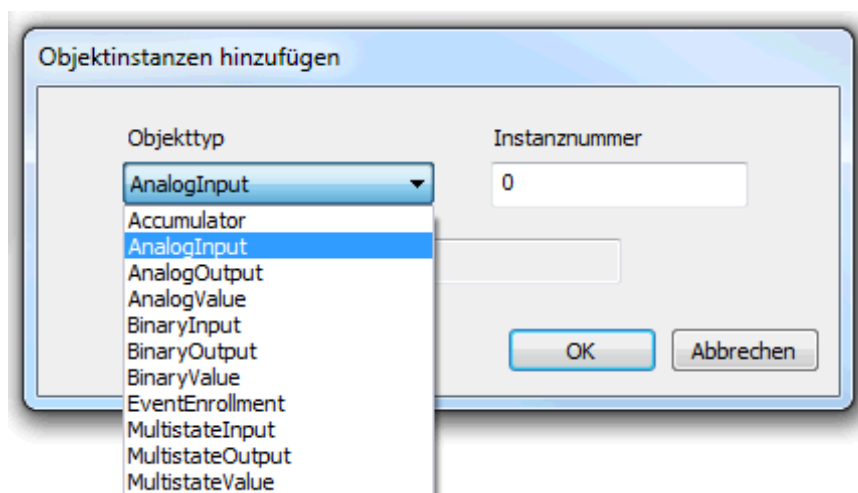 Objektinstanzen hinzufügen
Objekttyp Instanznummer
AnalogInput 0
Accumulator
AnalogInput
AnalogOutput
AnalogValue
BinaryInput
BinaryOutput
OK Abbrechen
BinaryValue
EventEnrollment
MultistateInput
MultistateOutput
MultistateValue